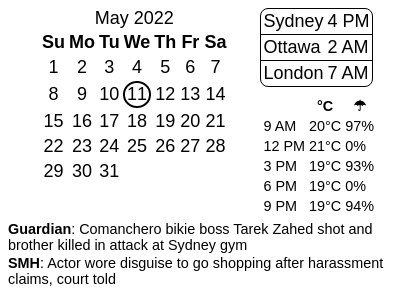 May 2022
Su Mo Tu We Th Fr Sa
1 2 3 4 5 6 7
8 9 10 11 12 13 14
15 16 17 18 19 20 21
22 23 24 25 26 27 28
29 30 31
Sydney 4 PM
Ottawa 2 AM
London 7 AM
°C ☂
9 AM 20°C 97%
12 PM 21°C 0%
3 PM 19°C 93%
6 PM 19°C 0%
9 PM 19°C 94%
Guardian: Comanchero bikie boss Tarek Zahed shot and
brother killed in attack at Sydney gym
SMH: Actor wore disguise to go shopping after harassment
claims, court told